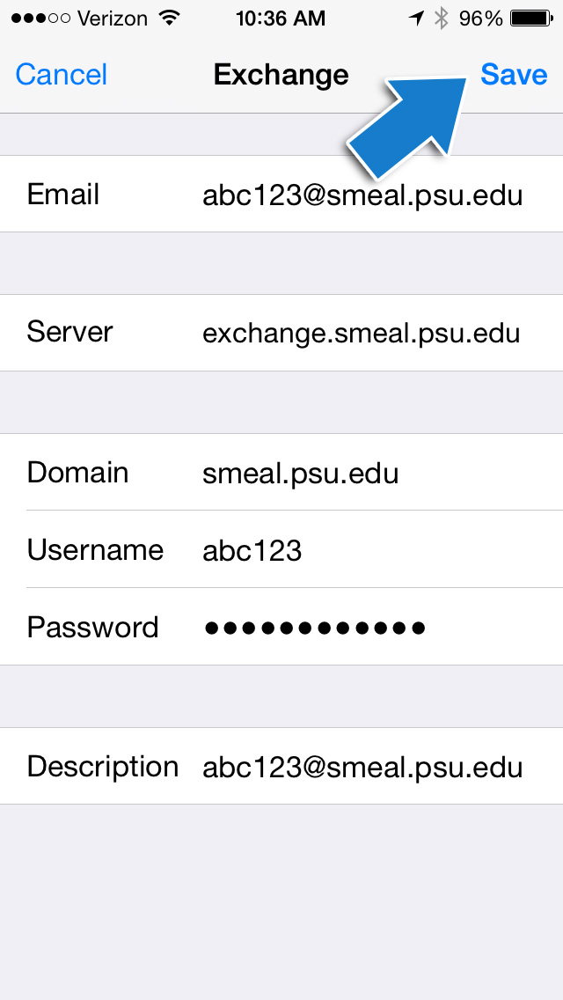 Verizon 10:36 AM 96%
Cancel Exchange Save
Email abc123@smeal.psu.edu
Server exchange.smeal.psu.edu
Domain smeal.psu.edu
Username abc123
Password ●●●●●●●●●●●●
Description abc123@smeal.psu.edu